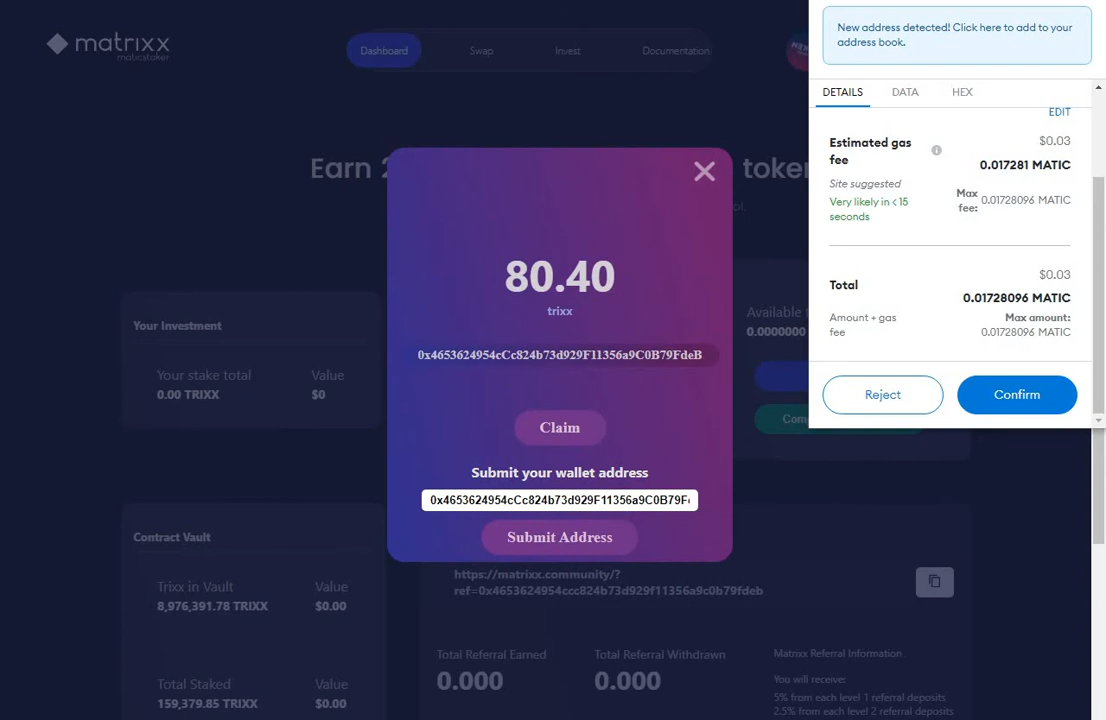 matrixx
maticstaker
Dashboard
Swap
Invest
Documentation
Earn 2
token
ol.
Your Investment
Your stake total
Value
0.00 TRIXX
$0
Available t
0.0000000
Com
80.40
trixx
0x4653624954cCc824b73d929F11356a9C0B79FdeB
Claim
Submit your wallet address
0x4653624954cCc824b73d929F11356a9C0B79F
Submit Address
Contract Vault
Trixx in Vault
Value
8,976,391.78 TRIXX
$0.00
Total Staked
Value
159,379.85 TRIXX
$0.00
https://matrixx.community/?
ref=0x4653624954ccc824b73d929f11356a9c0b79fdeb
Total Referral Earned
Total Referral Withdrawn
0.000
0.000
Matrixx Referral Information
You will receive:
5% from each level 1 referral deposits
2.5% from each level 2 referral deposits
New address detected! Click here to add to your
address book.
DETAILS
DATA
HEX
EDIT
Estimated gas
fee
$0.03
0.017281 MATIC
Site suggested
Very likely in < 15
seconds
Max
fee:
0.01728096 MATIC
Total
$0.03
0.01728096 MATIC
Amount + gas
fee
Max amount:
0.01728096 MATIC
Reject
Confirm